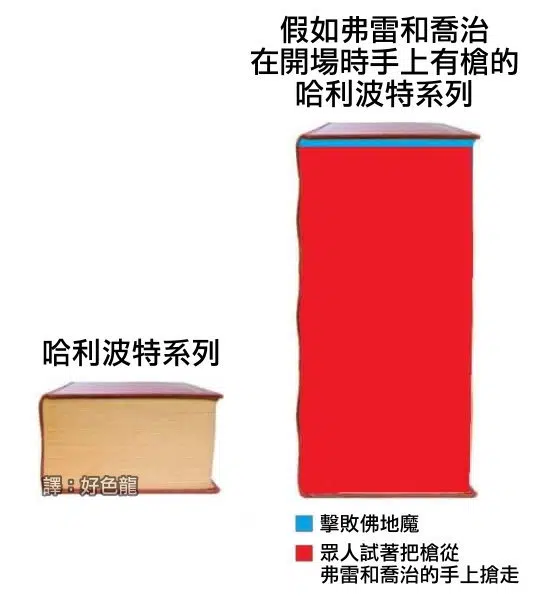 假如弗雷和喬治
在開場時手上有槍的
哈利波特系列
哈利波特系列
譯：好色龍
擊敗佛地魔
眾人試著把槍從
弗雷和喬治的手上搶走